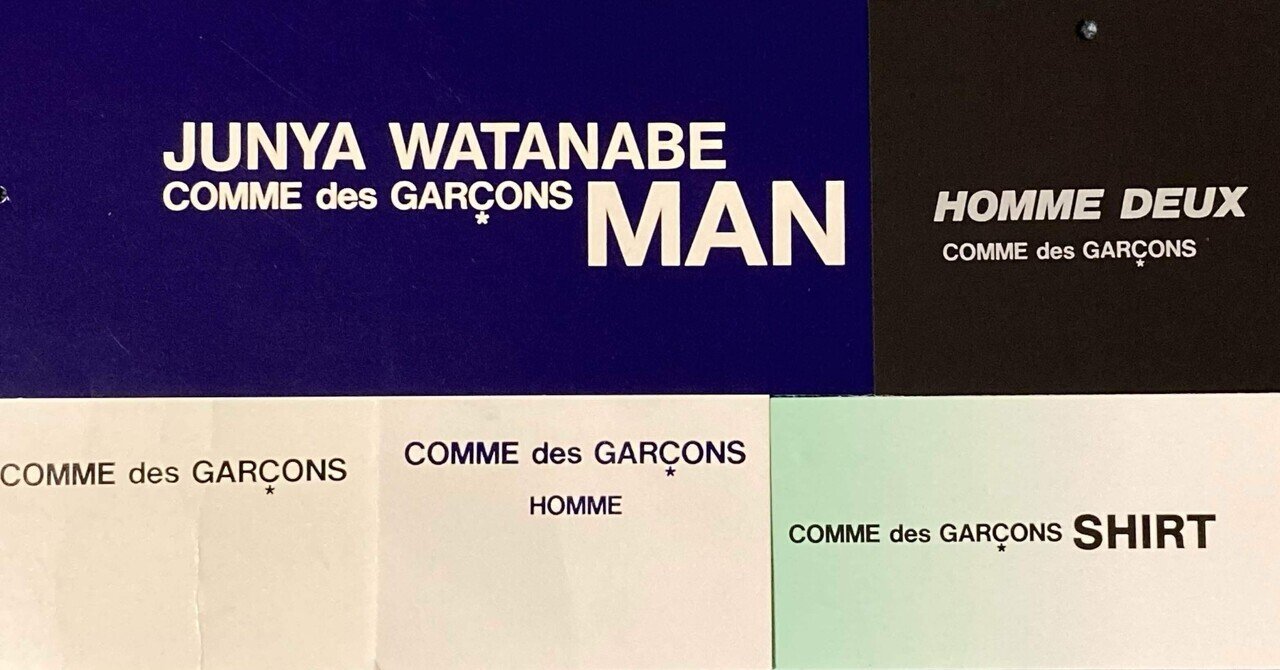 JUNYA WATANABE
COMME des GARÇONS MAN
HOMME DEUX
COMME des GARÇONS
COMME des GARÇONS
COMME des GARÇONS
HOMME
COMME des GARÇONS SHIRT